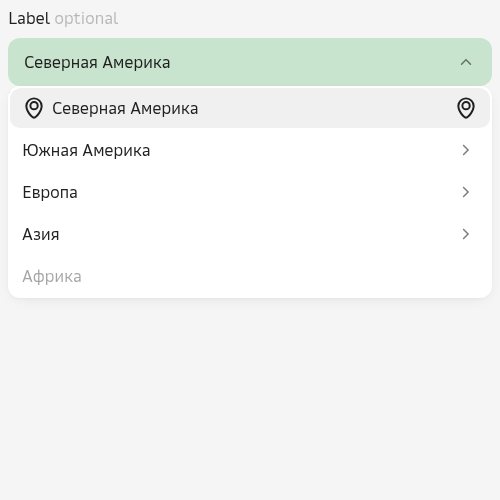 Label optional
Северная Америка
Северная Америка
Южная Америка
Европа
Азия
Африка